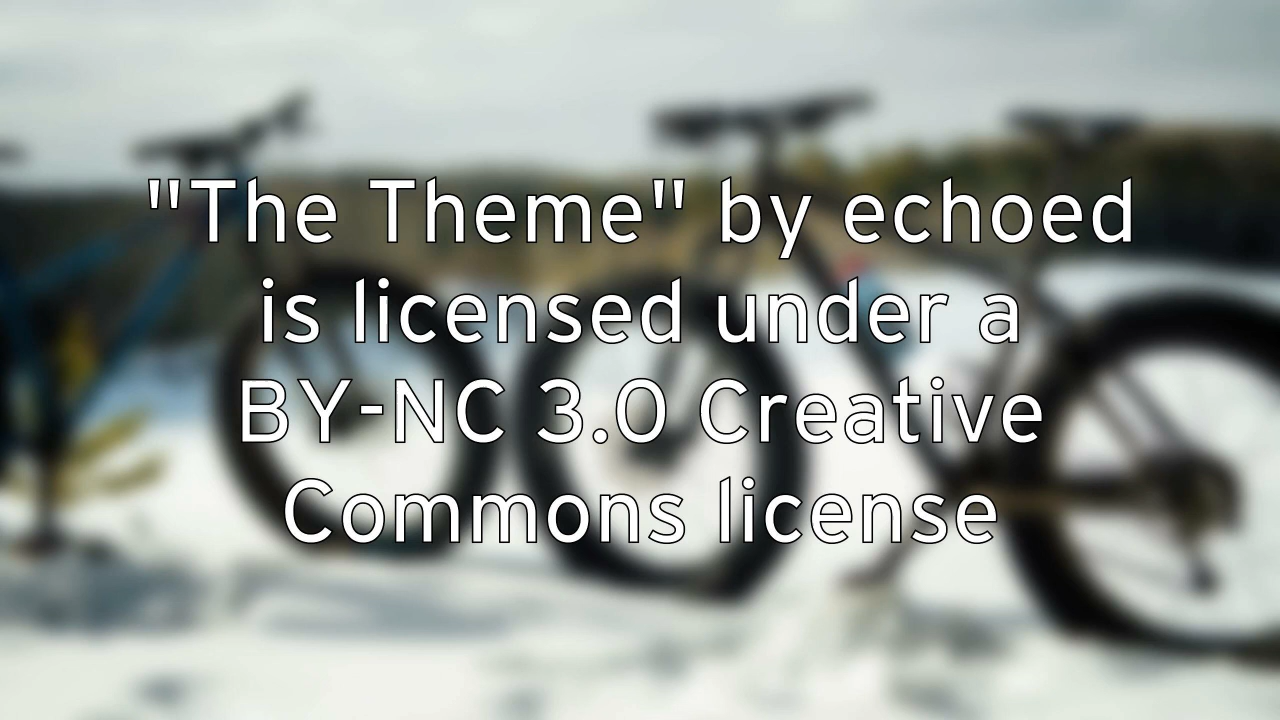 "The Theme" by echoed
is licensed under a
BY-NC 3.0 Creative
Commons license